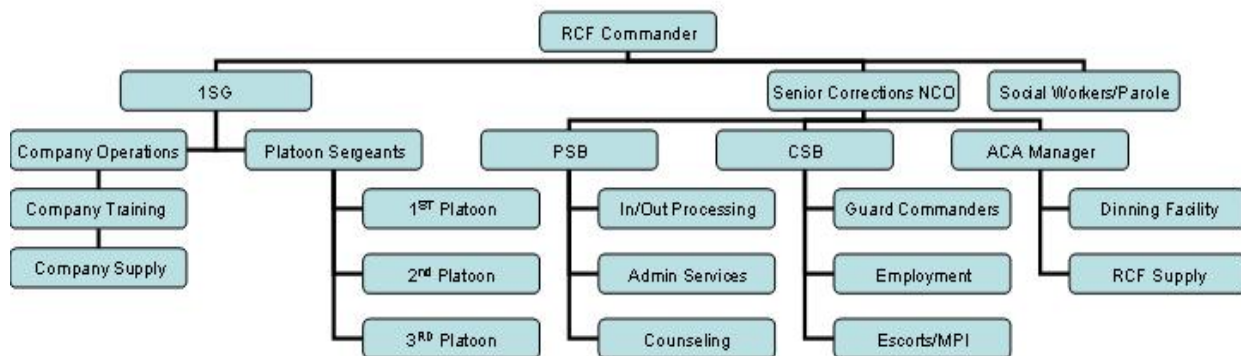 RCF Commander
1SG
Senior Corrections NCO
Social Workers/Parole
Company Operations
Platoon Sergeants
PSB
CSB
ACA Manager
Company Training
1ST Platoon
In/Out Processing
Guard Commanders
Dinning Facility
Company Supply
2nd Platoon
Admin Services
Employment
RCF Supply
3RD Platoon
Counseling
Escorts/MPI